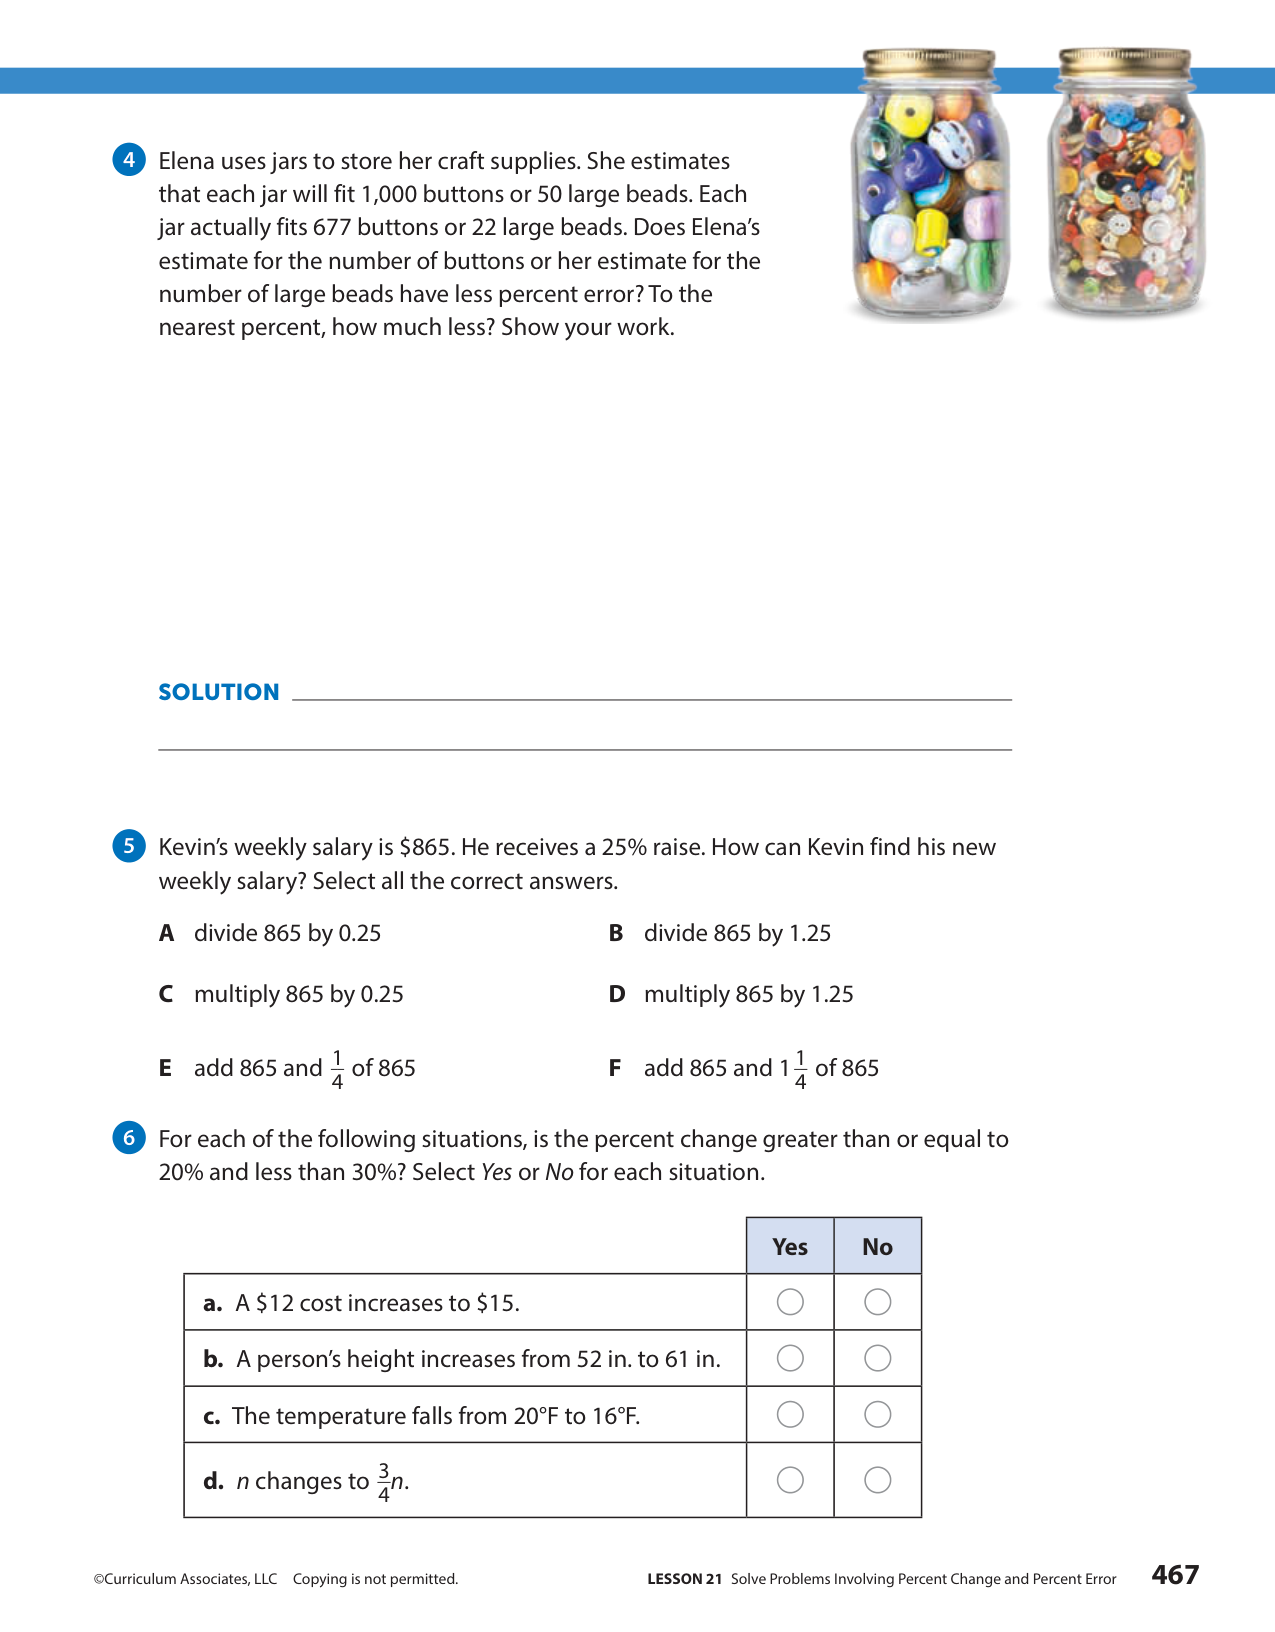 4 Elena uses jars to store her craft supplies. She estimates
that each jar will fit 1,000 buttons or 50 large beads. Each
jar actually fits 677 buttons or 22 large beads. Does Elena’s
estimate for the number of buttons or her estimate for the
number of large beads have less percent error? To the
nearest percent, how much less? Show your work.
SOLUTION
5 Kevin’s weekly salary is $865. He receives a 25% raise. How can Kevin find his new
weekly salary? Select all the correct answers.
A divide 865 by 0.25 B divide 865 by 1.25
C multiply 865 by 0.25 D multiply 865 by 1.25
E add 865 and 1/4 of 865 F add 865 and 1 1/4 of 865
6 For each of the following situations, is the percent change greater than or equal to
20% and less than 30%? Select Yes or No for each situation.
Yes No
a. A $12 cost increases to $15.
b. A person’s height increases from 52 in. to 61 in.
c. The temperature falls from 20°F to 16°F.
d. n changes to 3/4 n.
©Curriculum Associates, LLC Copying is not permitted. LESSON 21 Solve Problems Involving Percent Change and Percent Error 467